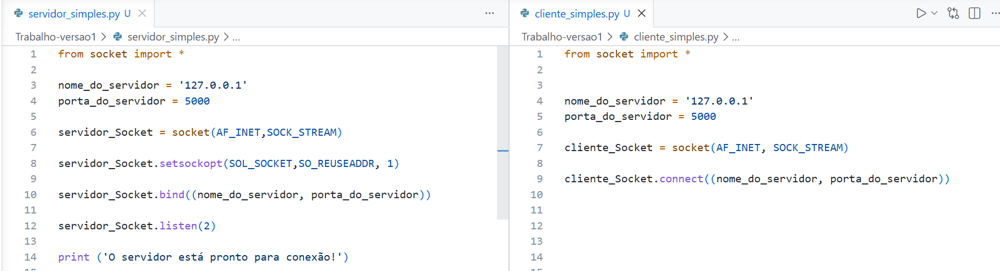 servidor_simples.py U
Trabalho-versao1 > servidor_simples.py > ...
1 from socket import *
2
3 nome_do_servidor = '127.0.0.1'
4 porta_do_servidor = 5000
5
6 servidor_Socket = socket(AF_INET,SOCK_STREAM)
7
8 servidor_Socket.setsockopt(SOL_SOCKET,SO_REUSEADDR, 1)
9
10 servidor_Socket.bind((nome_do_servidor, porta_do_servidor))
11
12 servidor_Socket.listen(2)
13
14 print ('O servidor está pronto para conexão!')
cliente_simples.py U
Trabalho-versao1 > cliente_simples.py > ...
1 from socket import *
2
3
4 nome_do_servidor = '127.0.0.1'
5 porta_do_servidor = 5000
6
7 cliente_Socket = socket(AF_INET, SOCK_STREAM)
8
9 cliente_Socket.connect((nome_do_servidor, porta_do_servidor))
10
11
12
13
14